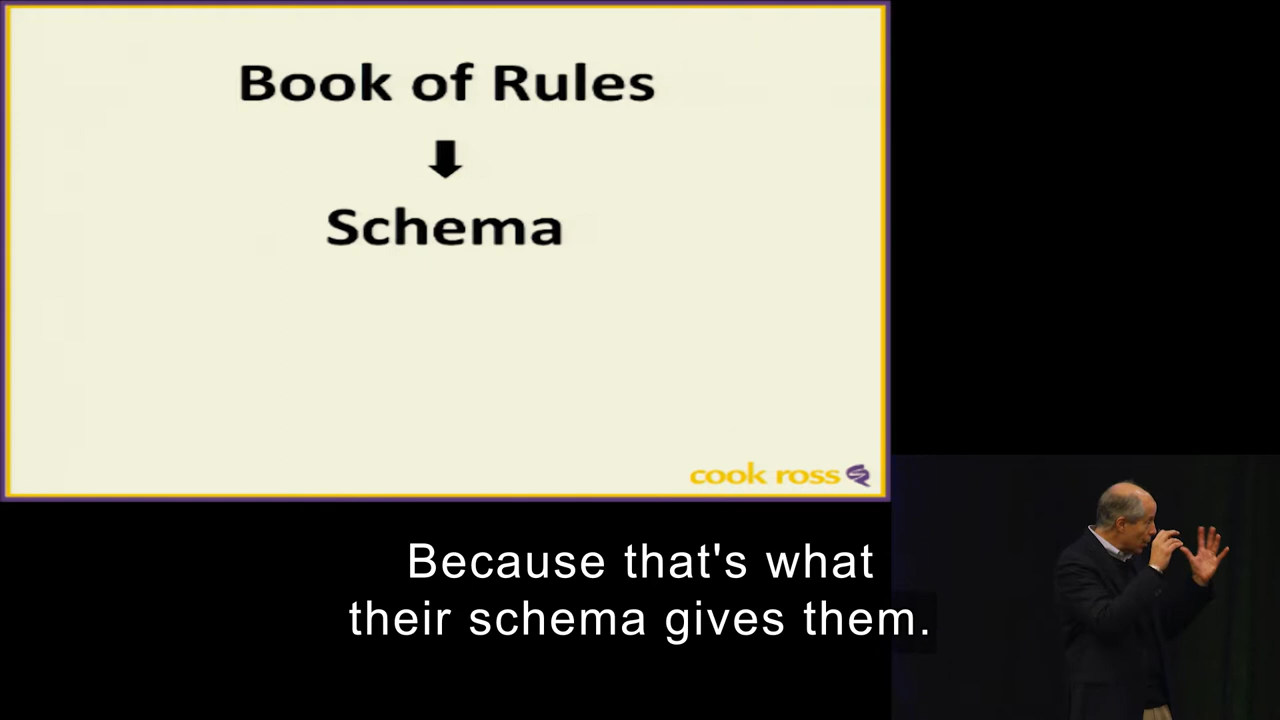 Book of Rules
Schema
cook ross
Because that's what
their schema gives them.